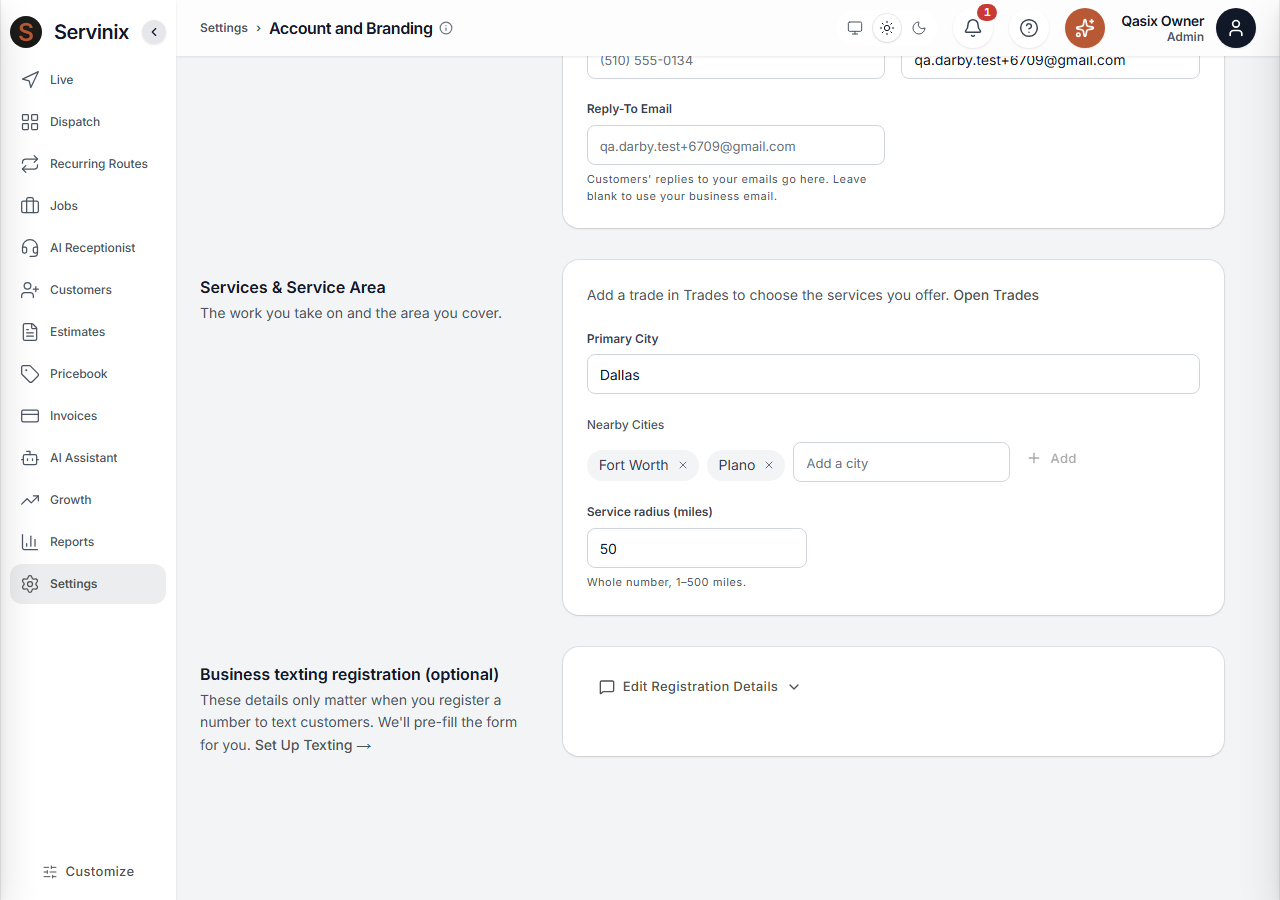 S Servinix
Settings › Account and Branding
1
Qasix Owner
Admin
Live
Dispatch
Recurring Routes
Jobs
AI Receptionist
Customers
Estimates
Pricebook
Invoices
AI Assistant
Growth
Reports
Settings
Customize
(510) 555-0134
qa.darby.test+6709@gmail.com
Reply-To Email
qa.darby.test+6709@gmail.com
Customers' replies to your emails go here. Leave
blank to use your business email.
Services & Service Area
The work you take on and the area you cover.
Add a trade in Trades to choose the services you offer. Open Trades
Primary City
Dallas
Nearby Cities
Fort Worth × Plano × Add a city + Add
Service radius (miles)
50
Whole number, 1–500 miles.
Business texting registration (optional)
These details only matter when you register a
number to text customers. We'll pre-fill the form
for you. Set Up Texting →
Edit Registration Details